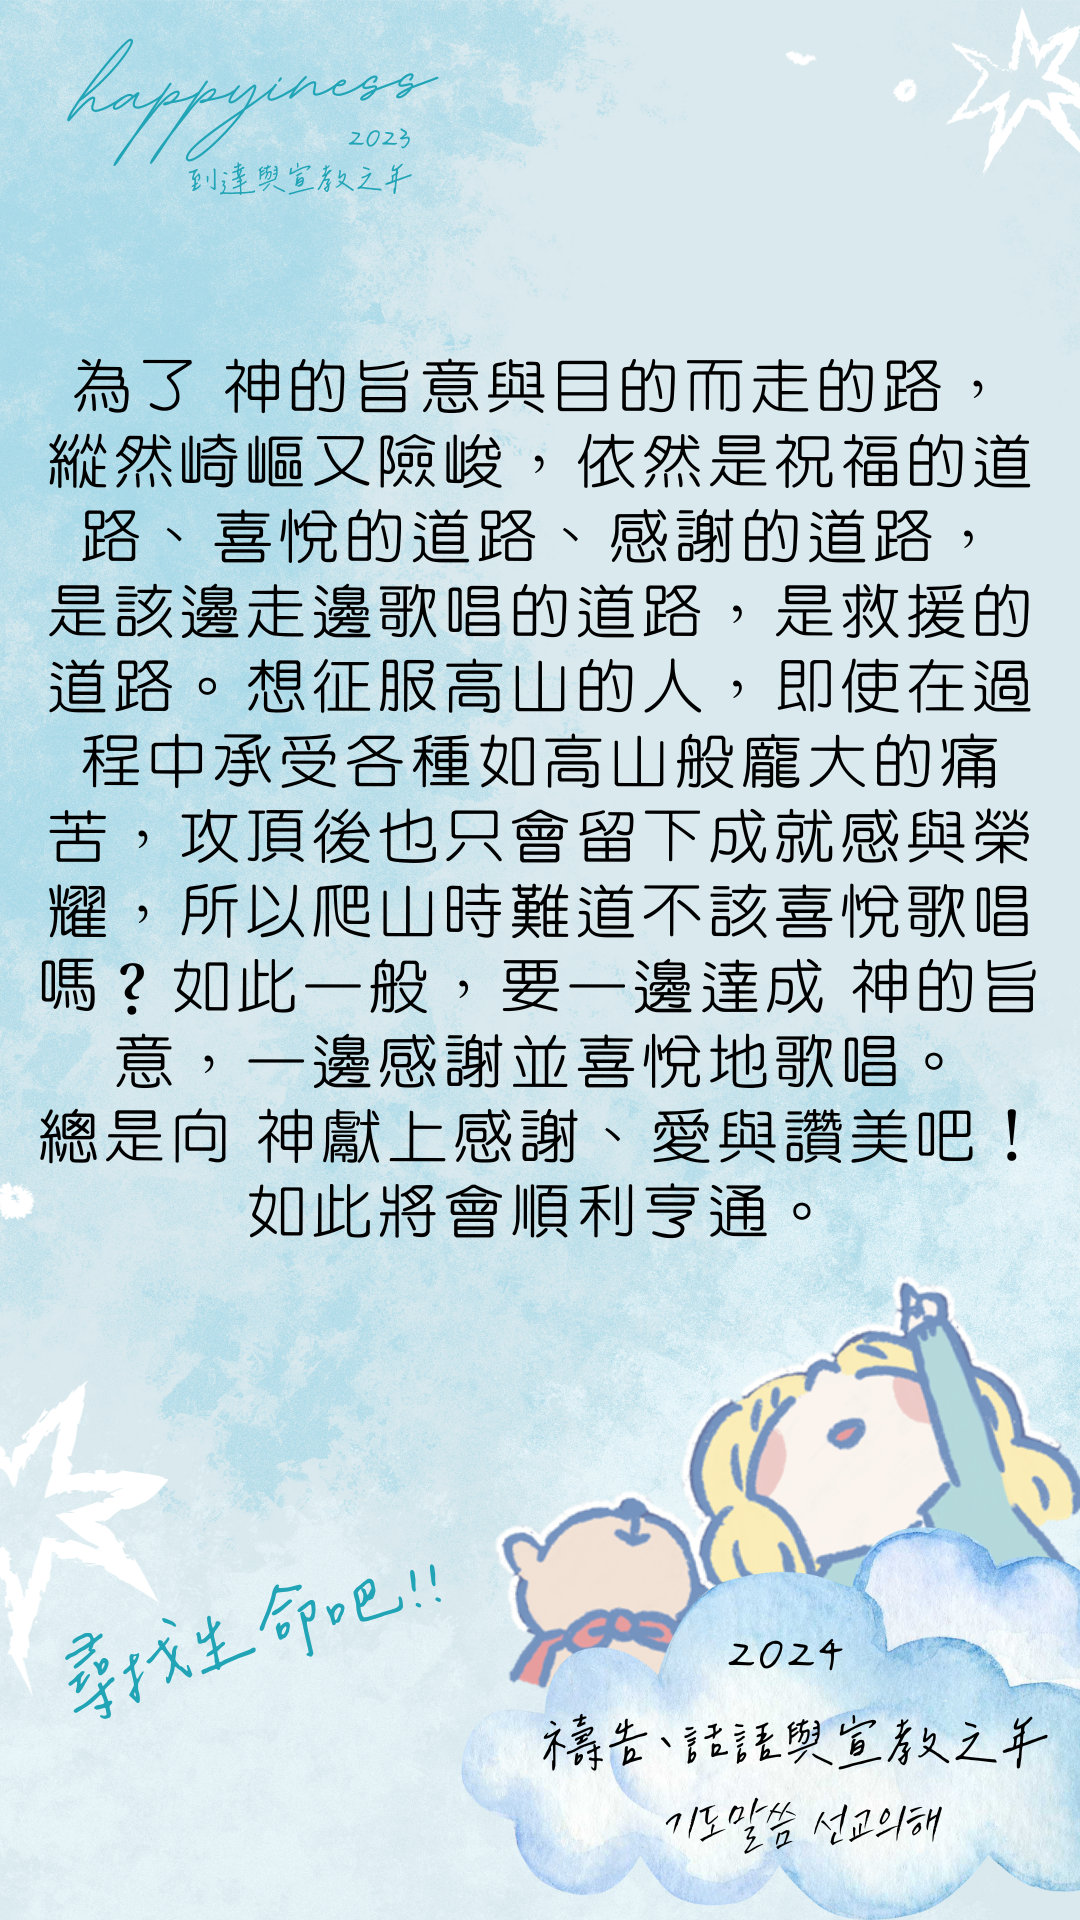 happyiness
2023
到達與宣教之年
為了 神的旨意與目的而走的路，
縱然崎嶇又險峻，依然是祝福的道
路、喜悅的道路、感謝的道路，
是該邊走邊歌唱的道路，是救援的
道路。想征服高山的人，即使在過
程中承受各種如高山般龐大的痛
苦，攻頂後也只會留下成就感與榮
耀，所以爬山時難道不該喜悅歌唱
嗎？如此一般，要一邊達成 神的旨
意，一邊感謝並喜悅地歌唱。
總是向 神獻上感謝、愛與讚美吧！
如此將會順利亨通。
尋找生命吧!!
2024
禱告、話語與宣教之年
기도말씀 선교의해